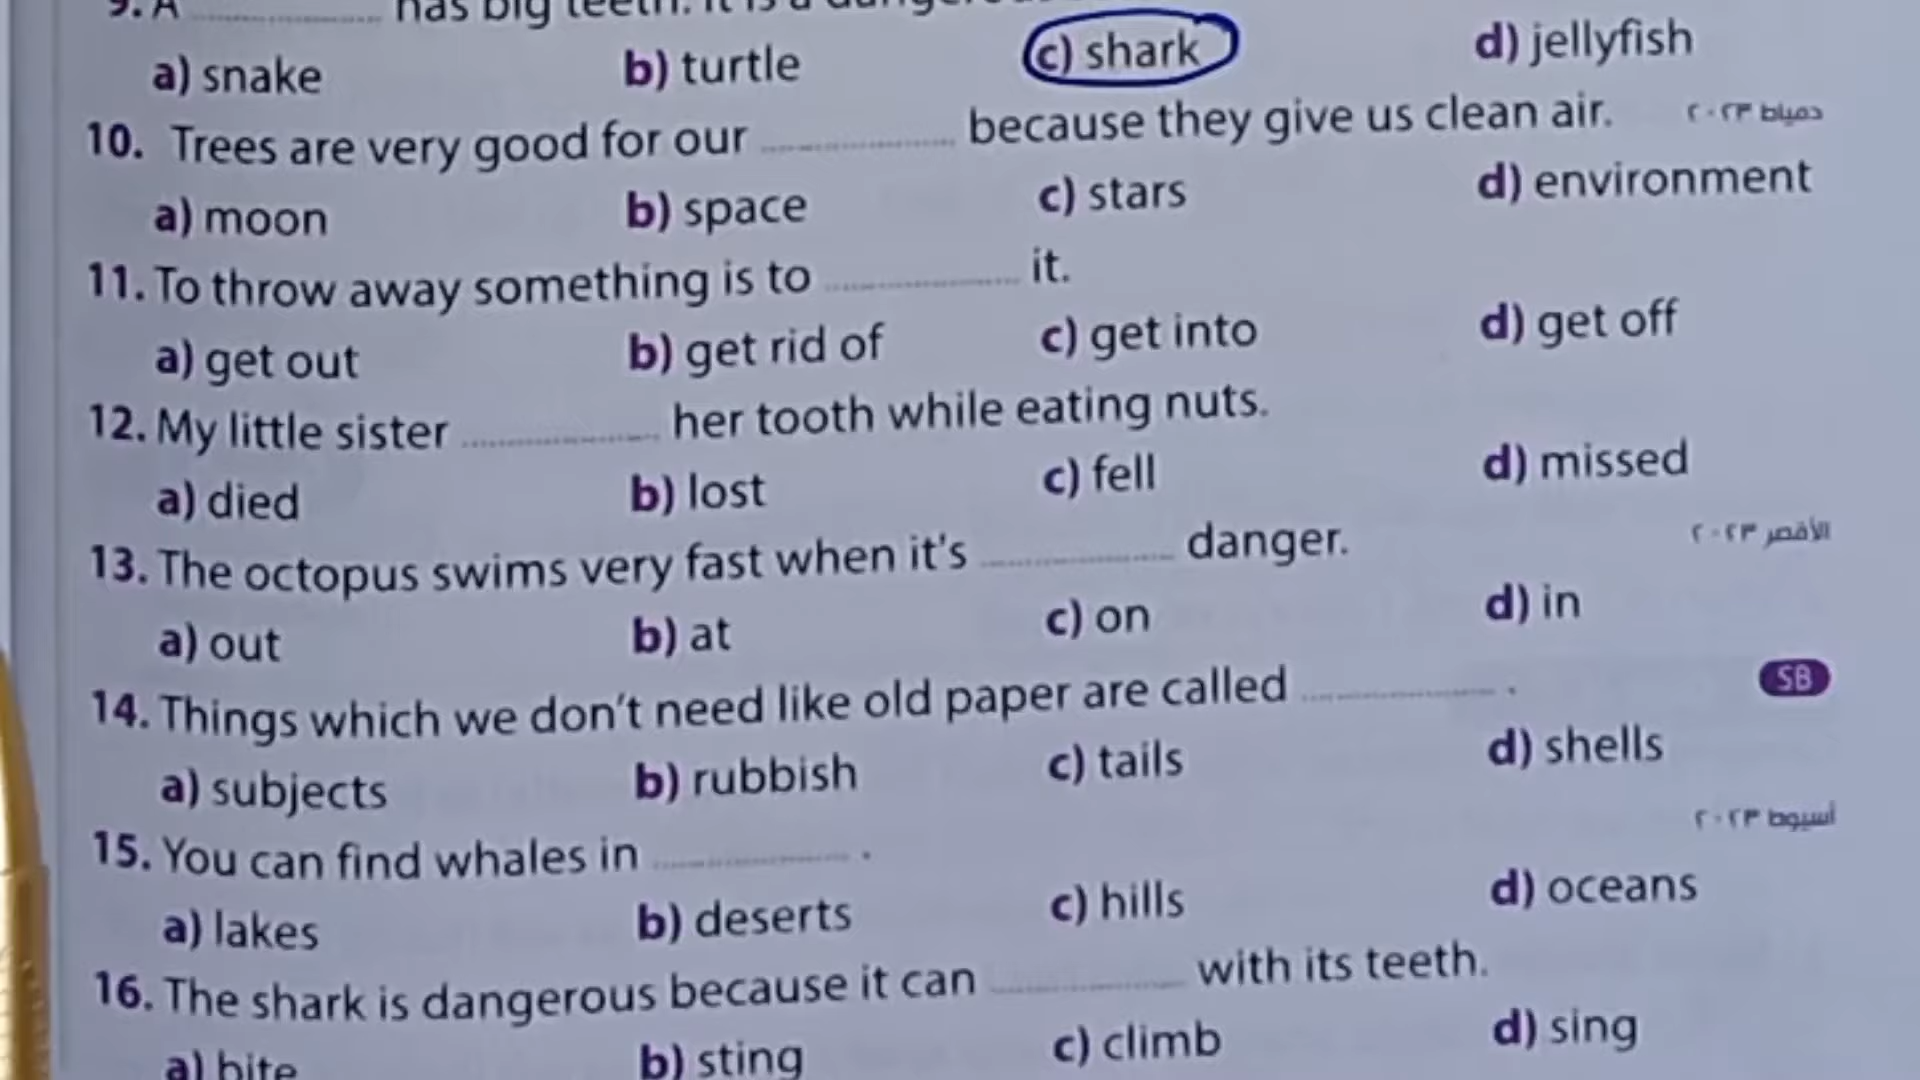 9. A ............ has big teeth. It is a
a) snake b) turtle c) shark d) jellyfish
10. Trees are very good for our ............ because they give us clean air. دمياط ٢٠٢٣
a) moon b) space c) stars d) environment
11. To throw away something is to ............ it.
a) get out b) get rid of c) get into d) get off
12. My little sister ............ her tooth while eating nuts.
a) died b) lost c) fell d) missed
13. The octopus swims very fast when it's ............ danger. الأقصر ٢٠٢٣
a) out b) at c) on d) in
14. Things which we don't need like old paper are called ............ . SB
a) subjects b) rubbish c) tails d) shells
15. You can find whales in ............ . أسيوط ٢٠٢٣
a) lakes b) deserts c) hills d) oceans
16. The shark is dangerous because it can ............ with its teeth.
a) bite b) sting c) climb d) sing